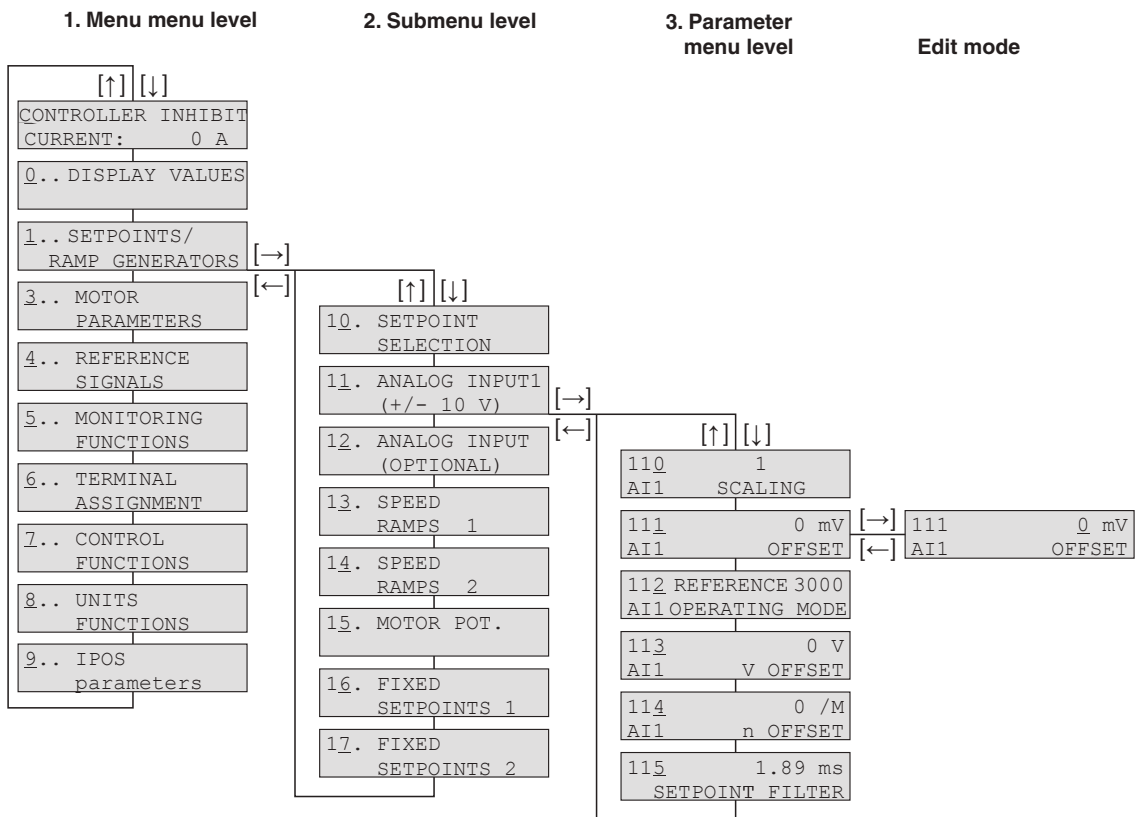 1. Menu menu level
2. Submenu level
3. Parameter
menu level
Edit mode
[↑] [↓]
CONTROLLER INHIBIT
CURRENT: 0 A
0.. DISPLAY VALUES
1.. SETPOINTS/
RAMP GENERATORS
[→]
[←]
3.. MOTOR
PARAMETERS
4.. REFERENCE
SIGNALS
5.. MONITORING
FUNCTIONS
6.. TERMINAL
ASSIGNMENT
7.. CONTROL
FUNCTIONS
8.. UNITS
FUNCTIONS
9.. IPOS
parameters
[↑] [↓]
10. SETPOINT
SELECTION
11. ANALOG INPUT1
(+/- 10 V)
[→]
[←]
12. ANALOG INPUT
(OPTIONAL)
13. SPEED
RAMPS 1
14. SPEED
RAMPS 2
15. MOTOR POT.
16. FIXED
SETPOINTS 1
17. FIXED
SETPOINTS 2
[↑] [↓]
110 1
AI1 SCALING
111 0 mV
AI1 OFFSET
[→]
[←]
112 REFERENCE 3000
AI1 OPERATING MODE
113 0 V
AI1 V OFFSET
114 0 /M
AI1 n OFFSET
115 1.89 ms
SETPOINT FILTER
111 0 mV
AI1 OFFSET